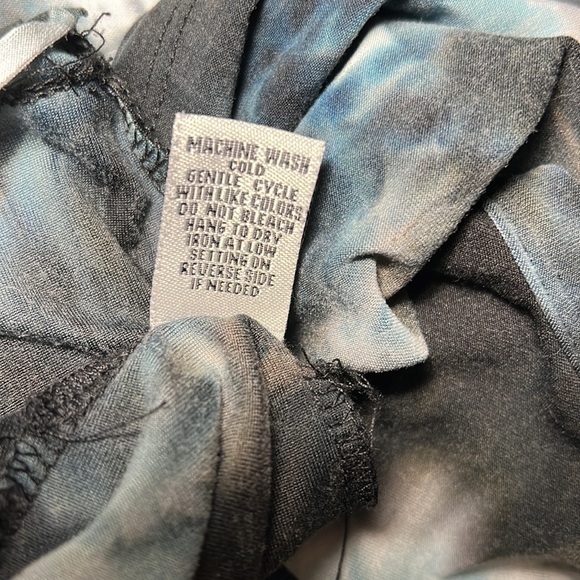 MACHINE WASH
COLD
GENTLE CYCLE
WITH LIKE COLORS
DO NOT BLEACH
HANG TO DRY
IRON AT LOW
SETTING ON
REVERSE SIDE
IF NEEDED